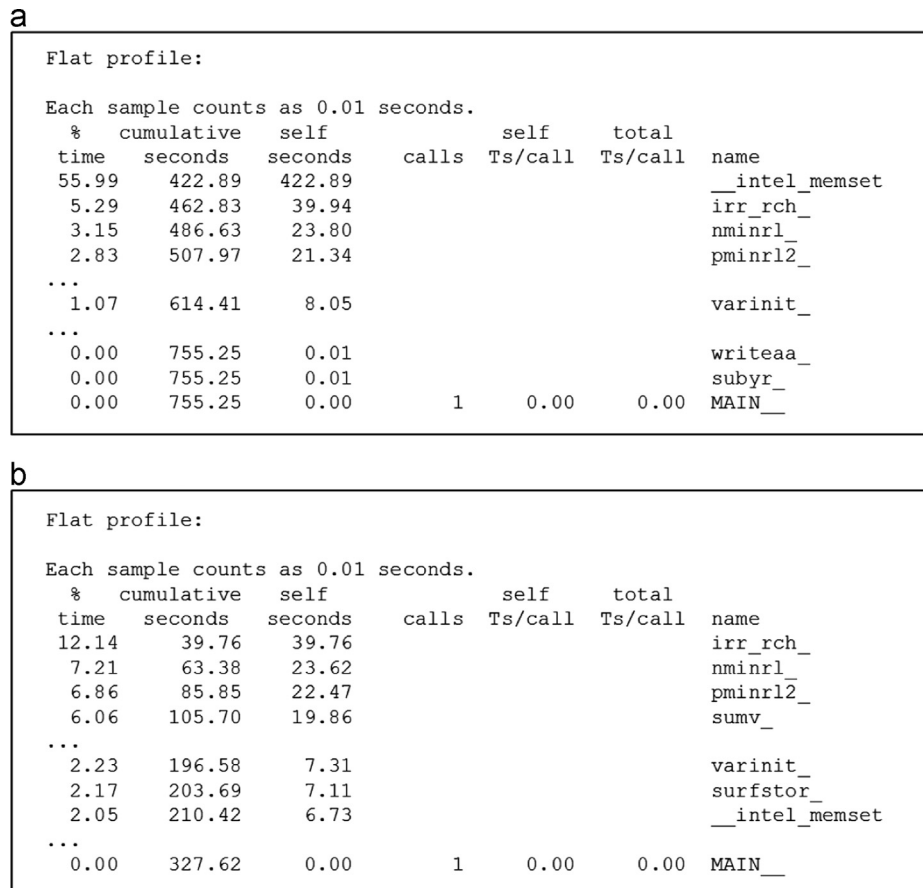 a
Flat profile:
Each sample counts as 0.01 seconds.
% cumulative self self total
time seconds seconds calls Ts/call Ts/call name
55.99 422.89 422.89 __intel_memset
5.29 462.83 39.94 irr_rch_
3.15 486.63 23.80 nminrl_
2.83 507.97 21.34 pminrl2_
...
1.07 614.41 8.05 varinit_
...
0.00 755.25 0.01 writeaa_
0.00 755.25 0.01 subyr_
0.00 755.25 0.00 1 0.00 0.00 MAIN__
b
Flat profile:
Each sample counts as 0.01 seconds.
% cumulative self self total
time seconds seconds calls Ts/call Ts/call name
12.14 39.76 39.76 irr_rch_
7.21 63.38 23.62 nminrl_
6.86 85.85 22.47 pminrl2_
6.06 105.70 19.86 sumv_
...
2.23 196.58 7.31 varinit_
2.17 203.69 7.11 surfstor_
2.05 210.42 6.73 __intel_memset
...
0.00 327.62 0.00 1 0.00 0.00 MAIN__